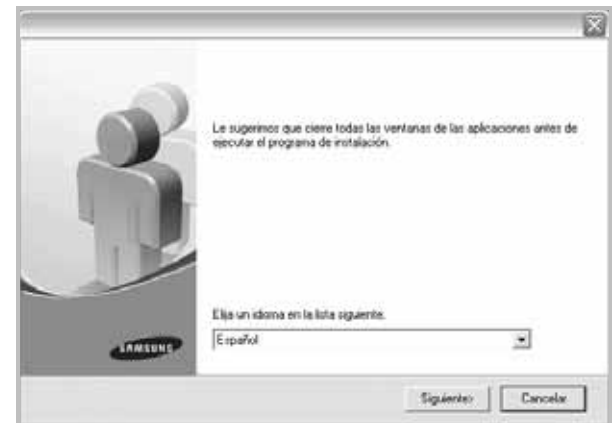 Le sugerimos que cierre todas las ventanas de las aplicaciones antes de
ejecutar el programa de instalación.
Elija un idioma en la lista siguiente.
Español
SAMSUNG
Siguiente>
Cancelar